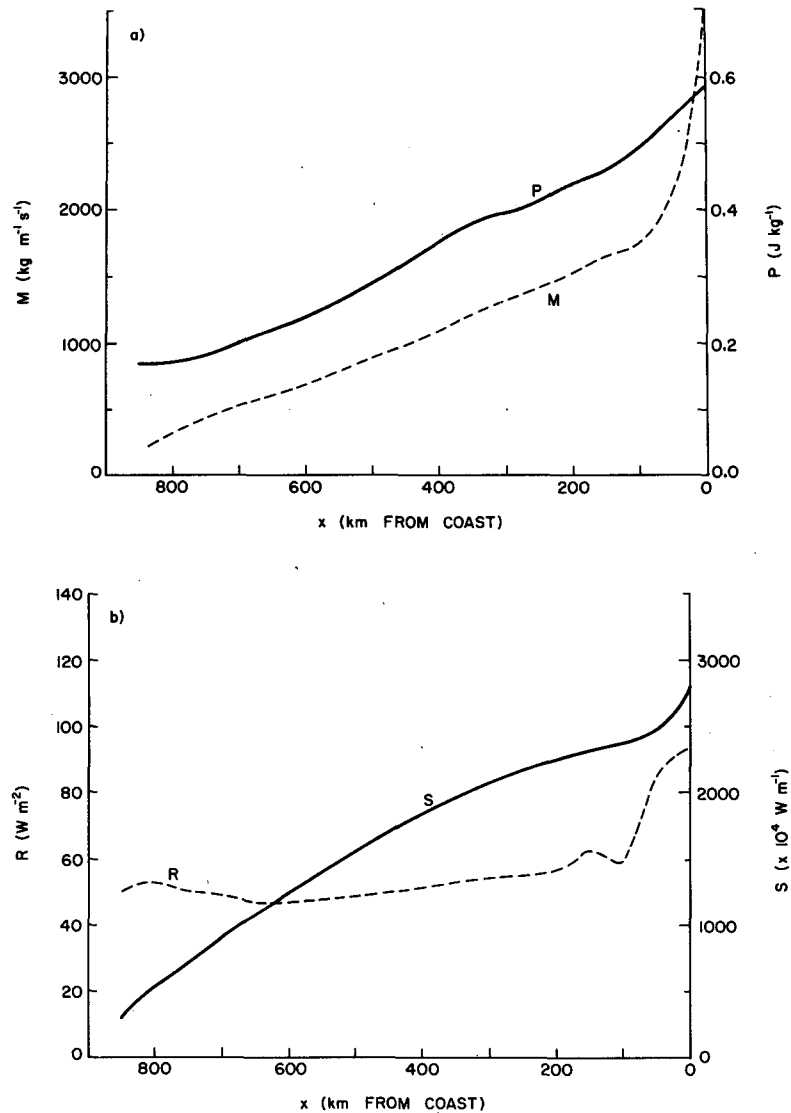 a)
3000
2000
1000
0
M (kg m⁻¹ s⁻¹)
0.6
0.4
0.2
0.0
P (J kg⁻¹)
P
M
800 600 400 200 0
x (km FROM COAST)
b)
140
120
100
80
60
40
20
0
R (W m⁻²)
3000
2000
1000
0
S (x 10⁴ W m⁻¹)
S
R
800 600 400 200 0
x (km FROM COAST)